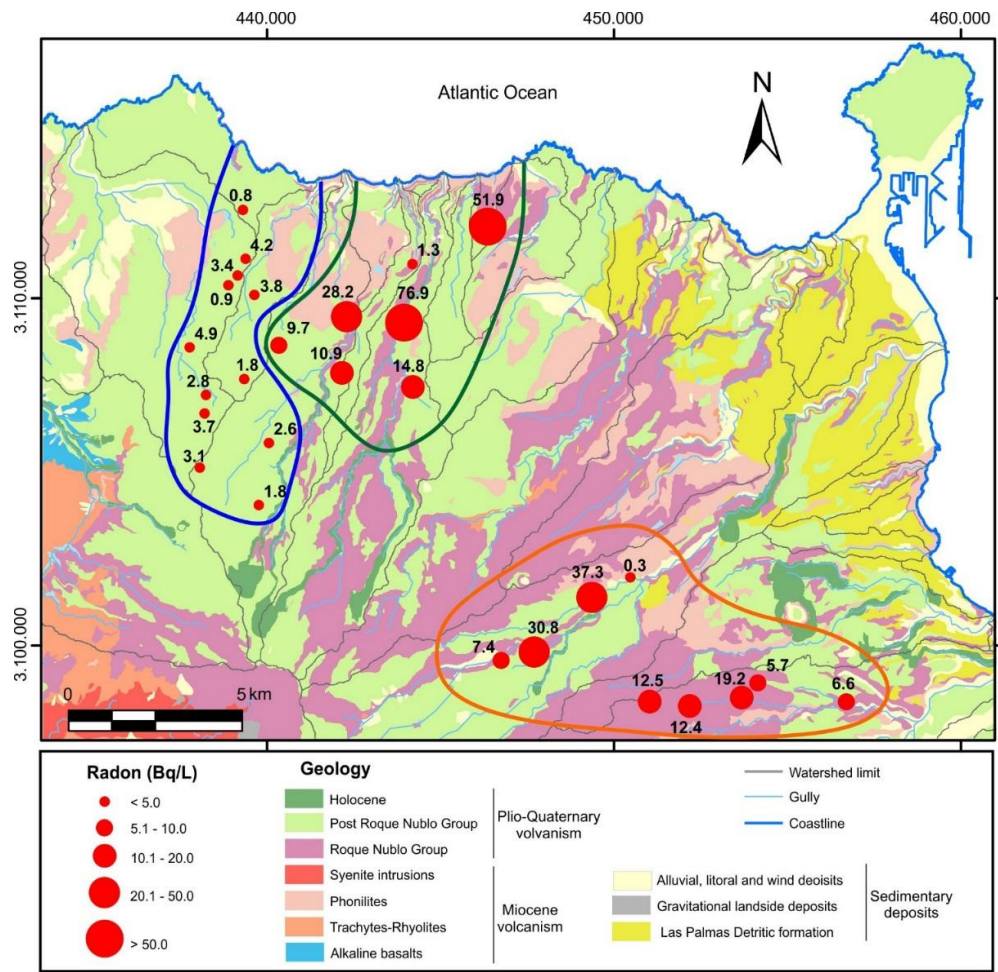 440.000
450.000
460.000
Atlantic Ocean
N
3.110.000
3.100.000
0.8
4.2
3.4
0.9
3.8
4.9
1.8
2.8
3.7
2.6
3.1
1.8
51.9
1.3
28.2
76.9
9.7
10.9
14.8
37.3
0.3
30.8
7.4
12.5
19.2
5.7
6.6
12.4
0
5 km
Radon (Bq/L)
< 5.0
5.1 - 10.0
10.1 - 20.0
20.1 - 50.0
> 50.0
Geology
Holocene
Post Roque Nublo Group
Roque Nublo Group
Syenite intrusions
Phonilites
Trachytes-Rhyolites
Alkaline basalts
Plio-Quaternary
volvanism
Miocene
volvanism
Watershed limit
Gully
Coastline
Alluvial, litoral and wind deoisits
Gravitational landside deposits
Las Palmas Detritic formation
Sedimentary
deposits